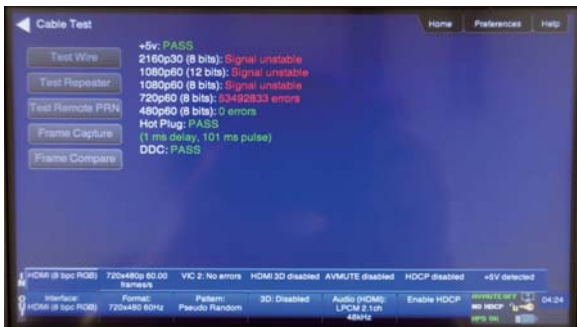 Cable Test
Home Preferences Help
Test Wire
Test Repeater
Test Remote PRN
Frame Capture
Frame Compare
+5v: PASS
2160p30 (8 bits): Signal unstable
1080p60 (12 bits): Signal unstable
1080p60 (8 bits): Signal unstable
720p60 (8 bits): 53492833 errors
480p60 (8 bits): 0 errors
Hot Plug: PASS
(1 ms delay, 101 ms pulse)
DDC: PASS
IN
HDMI (8 bpc RGB)
720x480p 60.00
frames/s
VIC 2: No errors
HDMI 3D disabled
AVMUTE disabled
HDCP disabled
+5V detected
Interface:
HDMI (8 bpc RGB)
Format:
720x480 60Hz
Pattern:
Pseudo Random
3D: Disabled
Audio (HDMI):
LPCM 2.1ch
48kHz
Enable HDCP
AVMUTE OFF
NO HDCP
HPS ON
04:24